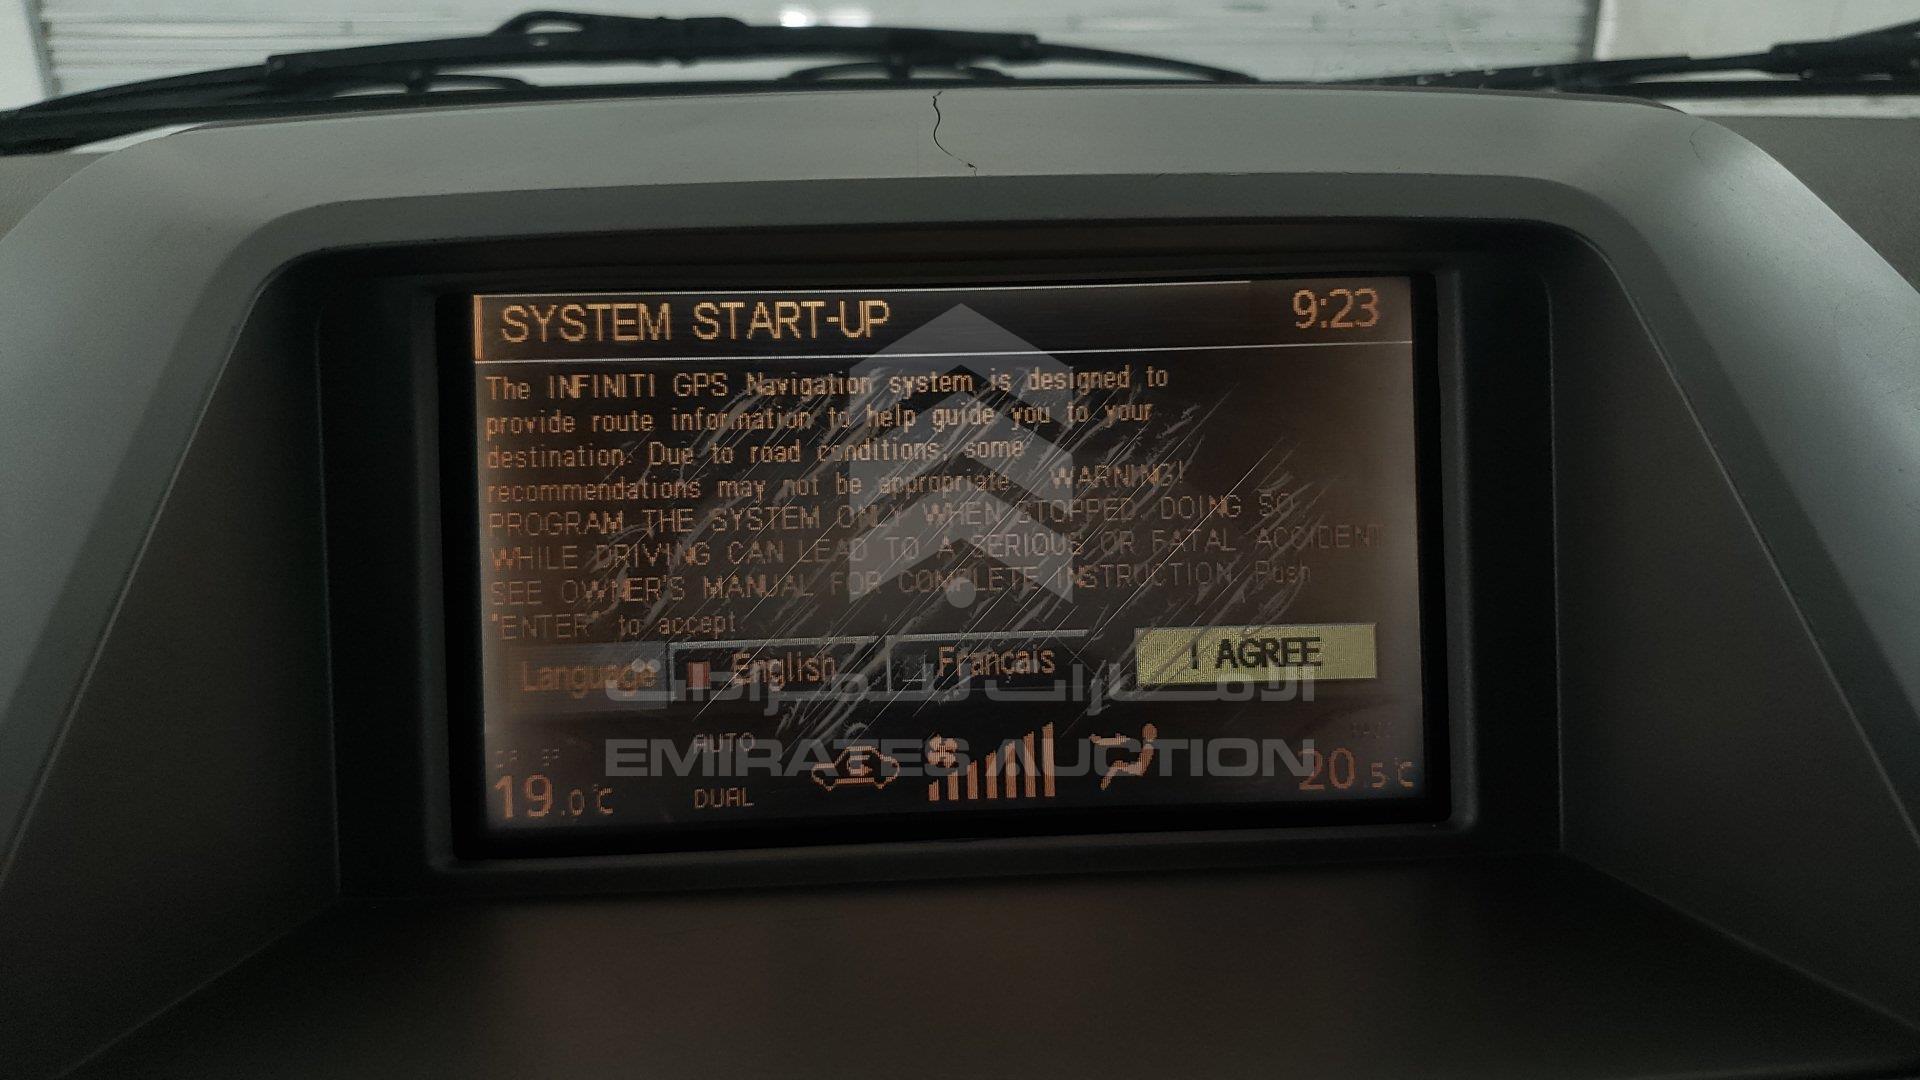 SYSTEM START-UP 9:23
The INFINITI GPS Navigation system is designed to
provide route information to help guide you to your
destination. Due to road conditions, some
recommendations may not be appropriate. WARNING!
PROGRAM THE SYSTEM ONLY WHEN STOPPED. DOING SO
WHILE DRIVING CAN LEAD TO A SERIOUS OR FATAL ACCIDENT
SEE OWNER'S MANUAL FOR COMPLETE INSTRUCTION. Push
"ENTER" to accept.
Language English Francais I AGREE
الإمارات للمزادات
EMIRATES AUCTION
AUTO
19.0°C DUAL 20.5°C